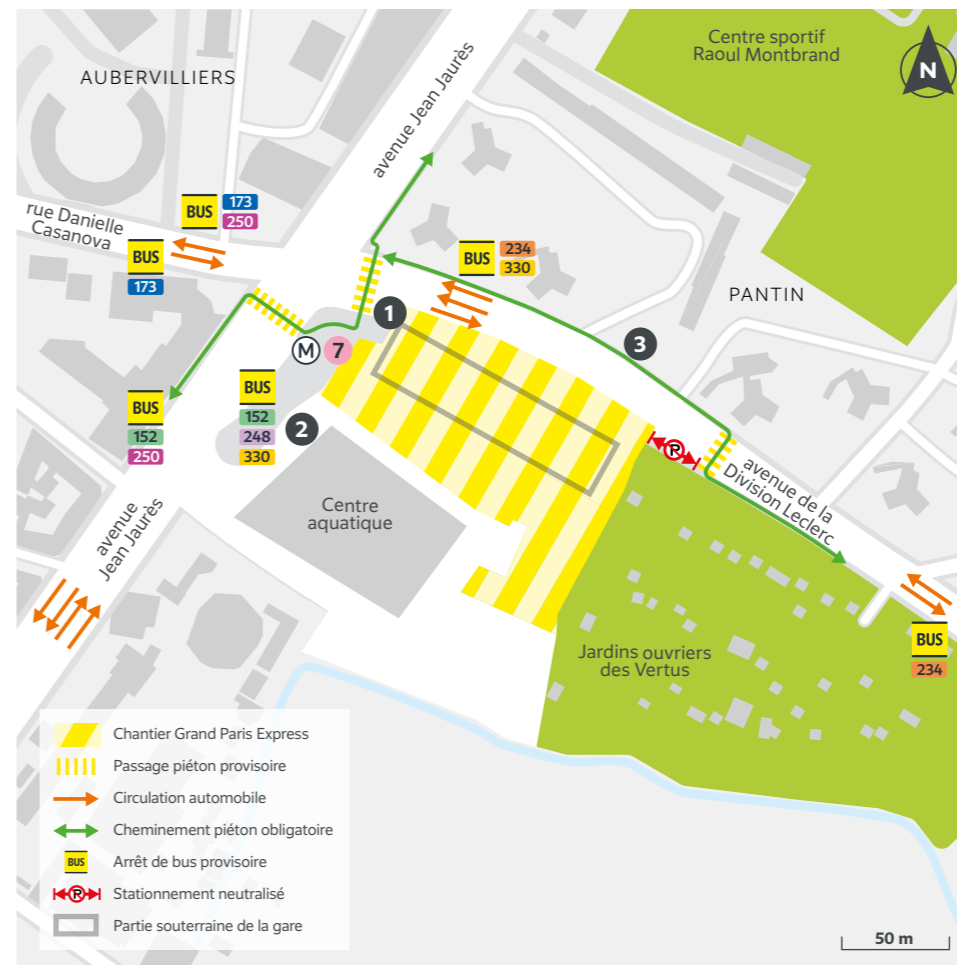 Centre sportif
Raoul Montbrand
N
AUBERVILLIERS
avenue Jean Jaurès
BUS
173
250
rue Danielle
Casanova
BUS
173
BUS
234
330
PANTIN
1
3
M 7
BUS
152
250
BUS
152
248
330
2
P
Centre
aquatique
avenue de la
Division Leclerc
avenue
Jean Jaurès
BUS
234
Jardins ouvriers
des Vertus
Chantier Grand Paris Express
Passage piéton provisoire
Circulation automobile
Cheminement piéton obligatoire
BUS
Arrêt de bus provisoire
P
Stationnement neutralisé
Partie souterraine de la gare
50 m